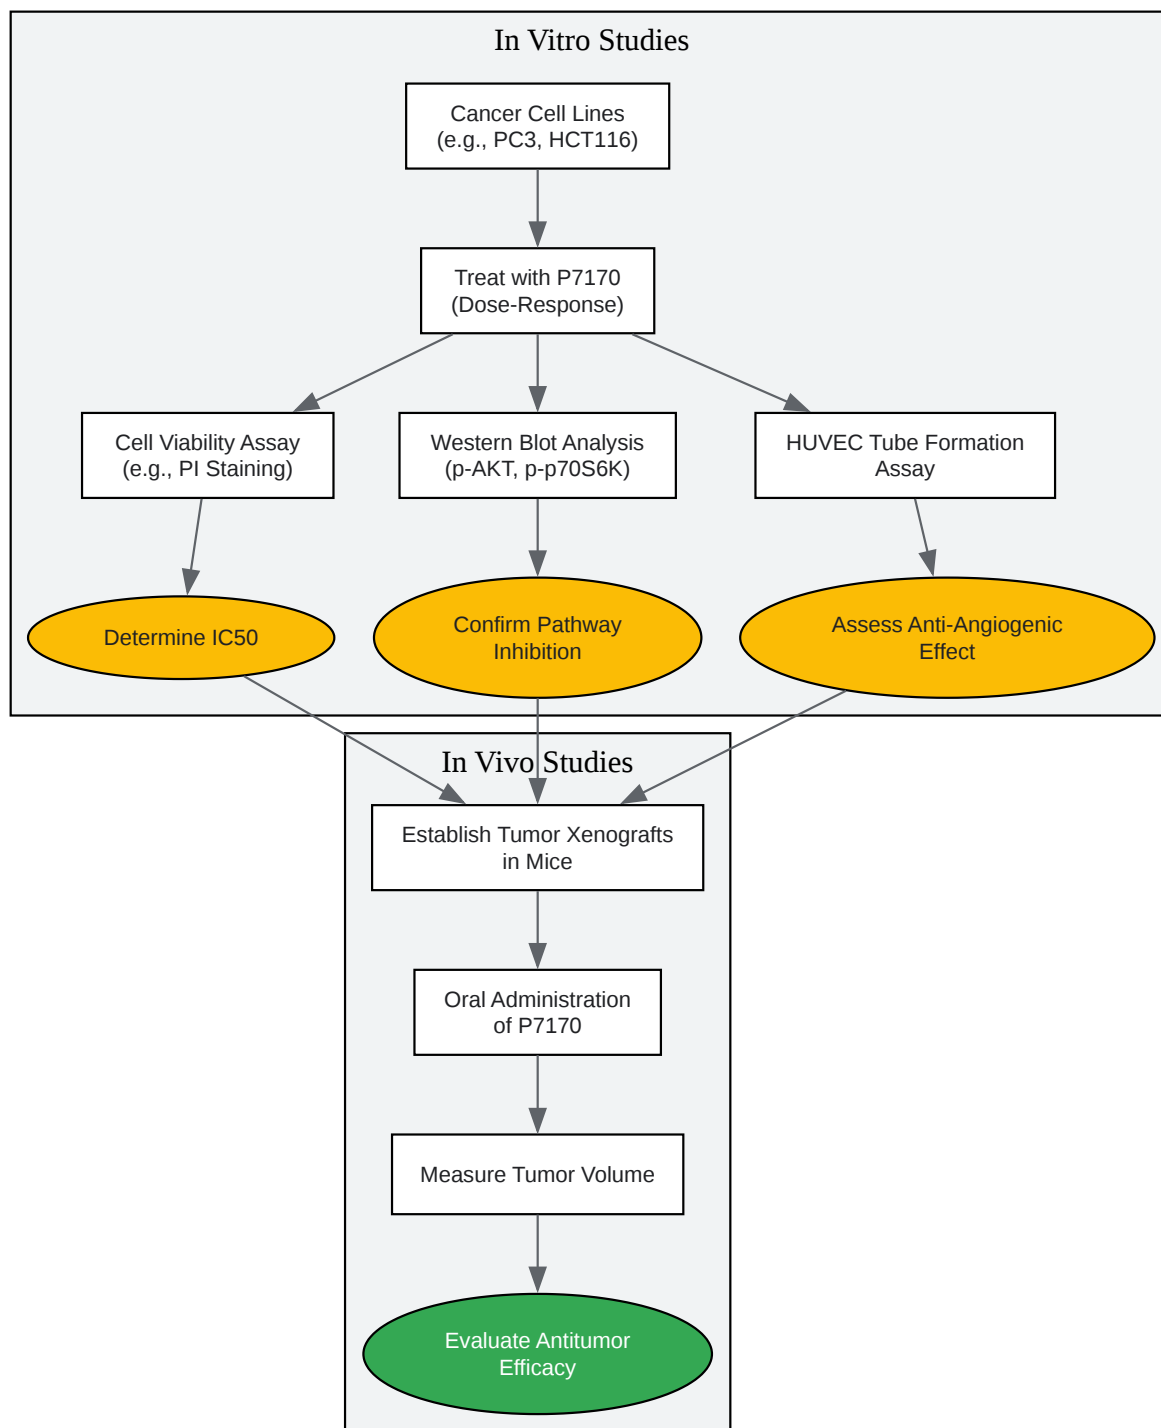 In Vitro Studies
Cancer Cell Lines
(e.g., PC3, HCT116)
Treat with P7170
(Dose-Response)
Cell Viability Assay
(e.g., PI Staining)
Western Blot Analysis
(p-AKT, p-p70S6K)
HUVEC Tube Formation
Assay
Determine IC50
Confirm Pathway
Inhibition
Assess Anti-Angiogenic
Effect
In Vivo Studies
Establish Tumor Xenografts
in Mice
Oral Administration
of P7170
Measure Tumor Volume
Evaluate Antitumor
Efficacy